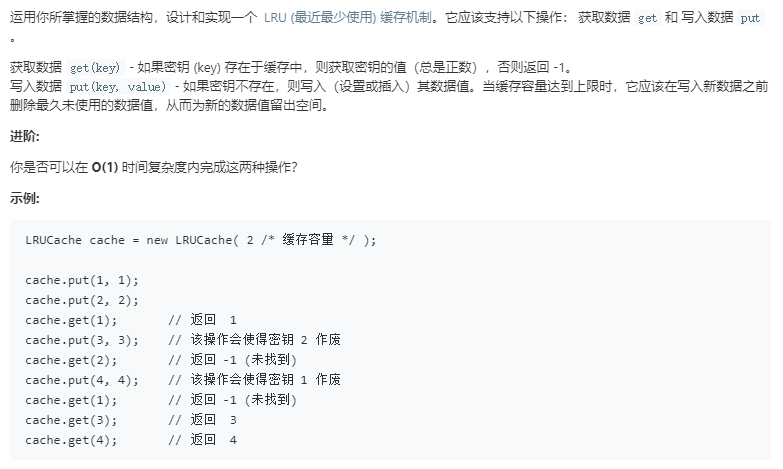 运用你所掌握的数据结构，设计和实现一个 LRU (最近最少使用) 缓存机制。它应该支持以下操作： 获取数据 get 和 写入数据 put
。
获取数据 get(key) - 如果密钥 (key) 存在于缓存中，则获取密钥的值（总是正数），否则返回 -1。
写入数据 put(key, value) - 如果密钥不存在，则写入（设置或插入）其数据值。当缓存容量达到上限时，它应该在写入新数据之前
删除最久未使用的数据值，从而为新的数据值留出空间。
进阶:
你是否可以在 O(1) 时间复杂度内完成这两种操作？
示例:
LRUCache cache = new LRUCache( 2 /* 缓存容量 */ );
cache.put(1, 1);
cache.put(2, 2);
cache.get(1);       // 返回  1
cache.put(3, 3);    // 该操作会使得密钥 2 作废
cache.get(2);       // 返回 -1 (未找到)
cache.put(4, 4);    // 该操作会使得密钥 1 作废
cache.get(1);       // 返回 -1 (未找到)
cache.get(3);       // 返回  3
cache.get(4);       // 返回  4